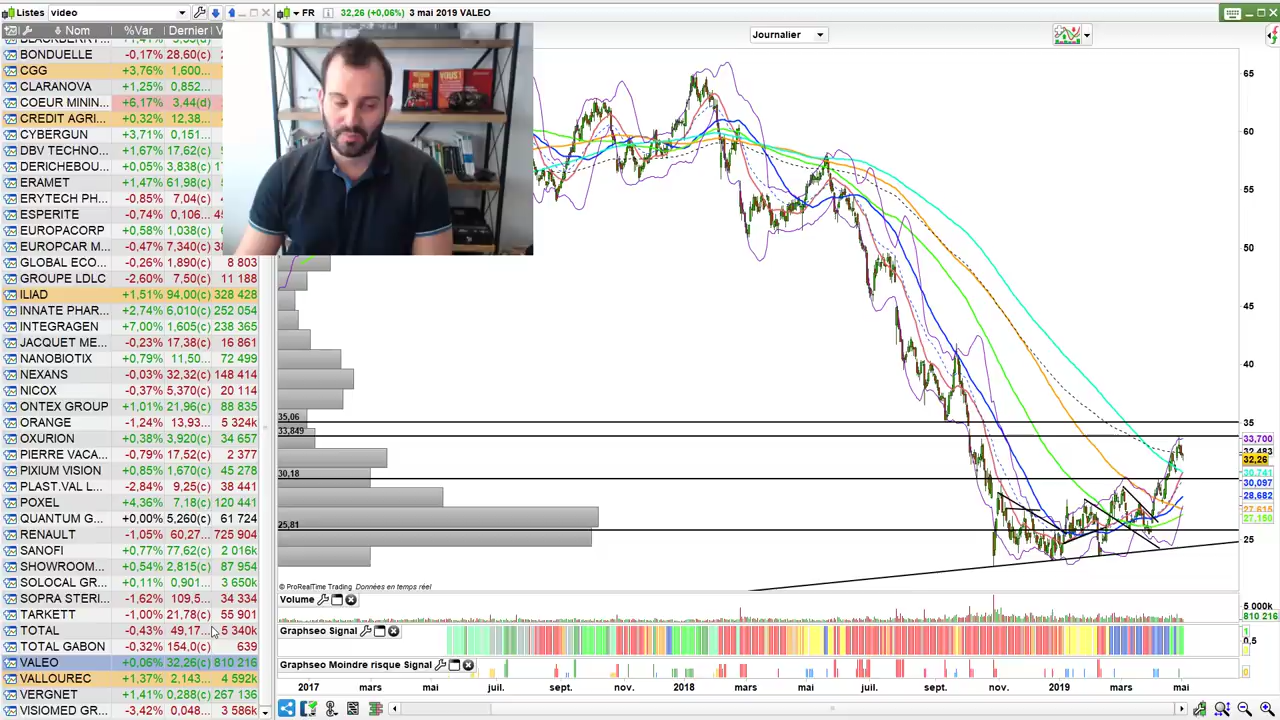 Listes video
FR 32,26 (+0,06%) 3 mai 2019 VALEO
Nom %Var Dernier V
Journalier
BONDUELLE -0,17% 28,60(c)
CGG +3,76% 1,600...
CLARANOVA +1,25% 0,852...
COEUR MININ... +6,17% 3,44(d)
CREDIT AGRI... +0,32% 12,38...
CYBERGUN +3,71% 0,151...
DBV TECHNO... +1,67% 17,62(c)
DERICHEBOU... +0,05% 3,838(c)
ERAMET +1,47% 61,98(c)
ERYTECH PH... -0,85% 7,04(c)
ESPERITE -0,74% 0,106...
EUROPACORP +0,58% 1,038(c)
EUROPCAR M... -0,47% 7,340(c)
GLOBAL ECO... -0,26% 1,890(c) 8 803
GROUPE LDLC -2,60% 7,50(c) 11 188
ILIAD +1,51% 94,00(c) 328 428
INNATE PHAR... +2,74% 6,010(c) 252 054
INTEGRAGEN +7,00% 1,605(c) 238 365
JACQUET ME... -0,23% 17,38(c) 16 861
NANOBIOTIX +0,79% 11,50... 72 499
NEXANS -0,03% 32,32(c) 148 414
NICOX -0,37% 5,370(c) 20 114
ONTEX GROUP +1,01% 21,96(c) 88 835
ORANGE -1,24% 13,93... 5 324k
OXURION +0,38% 3,920(c) 34 657
PIERRE VACA... -0,79% 17,52(c) 2 377
PIXIUM VISION +0,85% 1,670(c) 45 278
PLAST.VAL L... -2,84% 9,25(c) 38 441
POXEL +4,36% 7,18(c) 120 441
QUANTUM G... +0,00% 5,260(c) 61 724
RENAULT -1,05% 60,27... 725 904
SANOFI +0,77% 77,62(c) 2 016k
SHOWROOM... +0,54% 2,815(c) 87 954
SOLOCAL GR... +0,11% 0,901... 3 650k
SOPRA STERI... -1,62% 109,5... 34 334
TARKETT -1,00% 21,78(c) 55 901
TOTAL -0,43% 49,17... 5 340k
TOTAL GABON -0,32% 154,0(c) 639
VALEO +0,06% 32,26(c) 810 216
VALLOUREC +1,37% 2,143... 4 592k
VERGNET +1,41% 0,288(c) 267 136
VISIOMED GR... -3,42% 0,048... 3 586k
65
60
55
50
45
40
35
25
35,06
33,849
30,18
25,81
33,700
32,26
30,741
30,097
28,682
27,615
27,150
© ProRealTime Trading Données en temps réel
Volume
5 000k
810 216
Graphseo Signal
1
0,5
Graphseo Moindre risque Signal
2017 mars mai juil. sept. nov. 2018 mars mai juil. sept. nov. 2019 mars mai